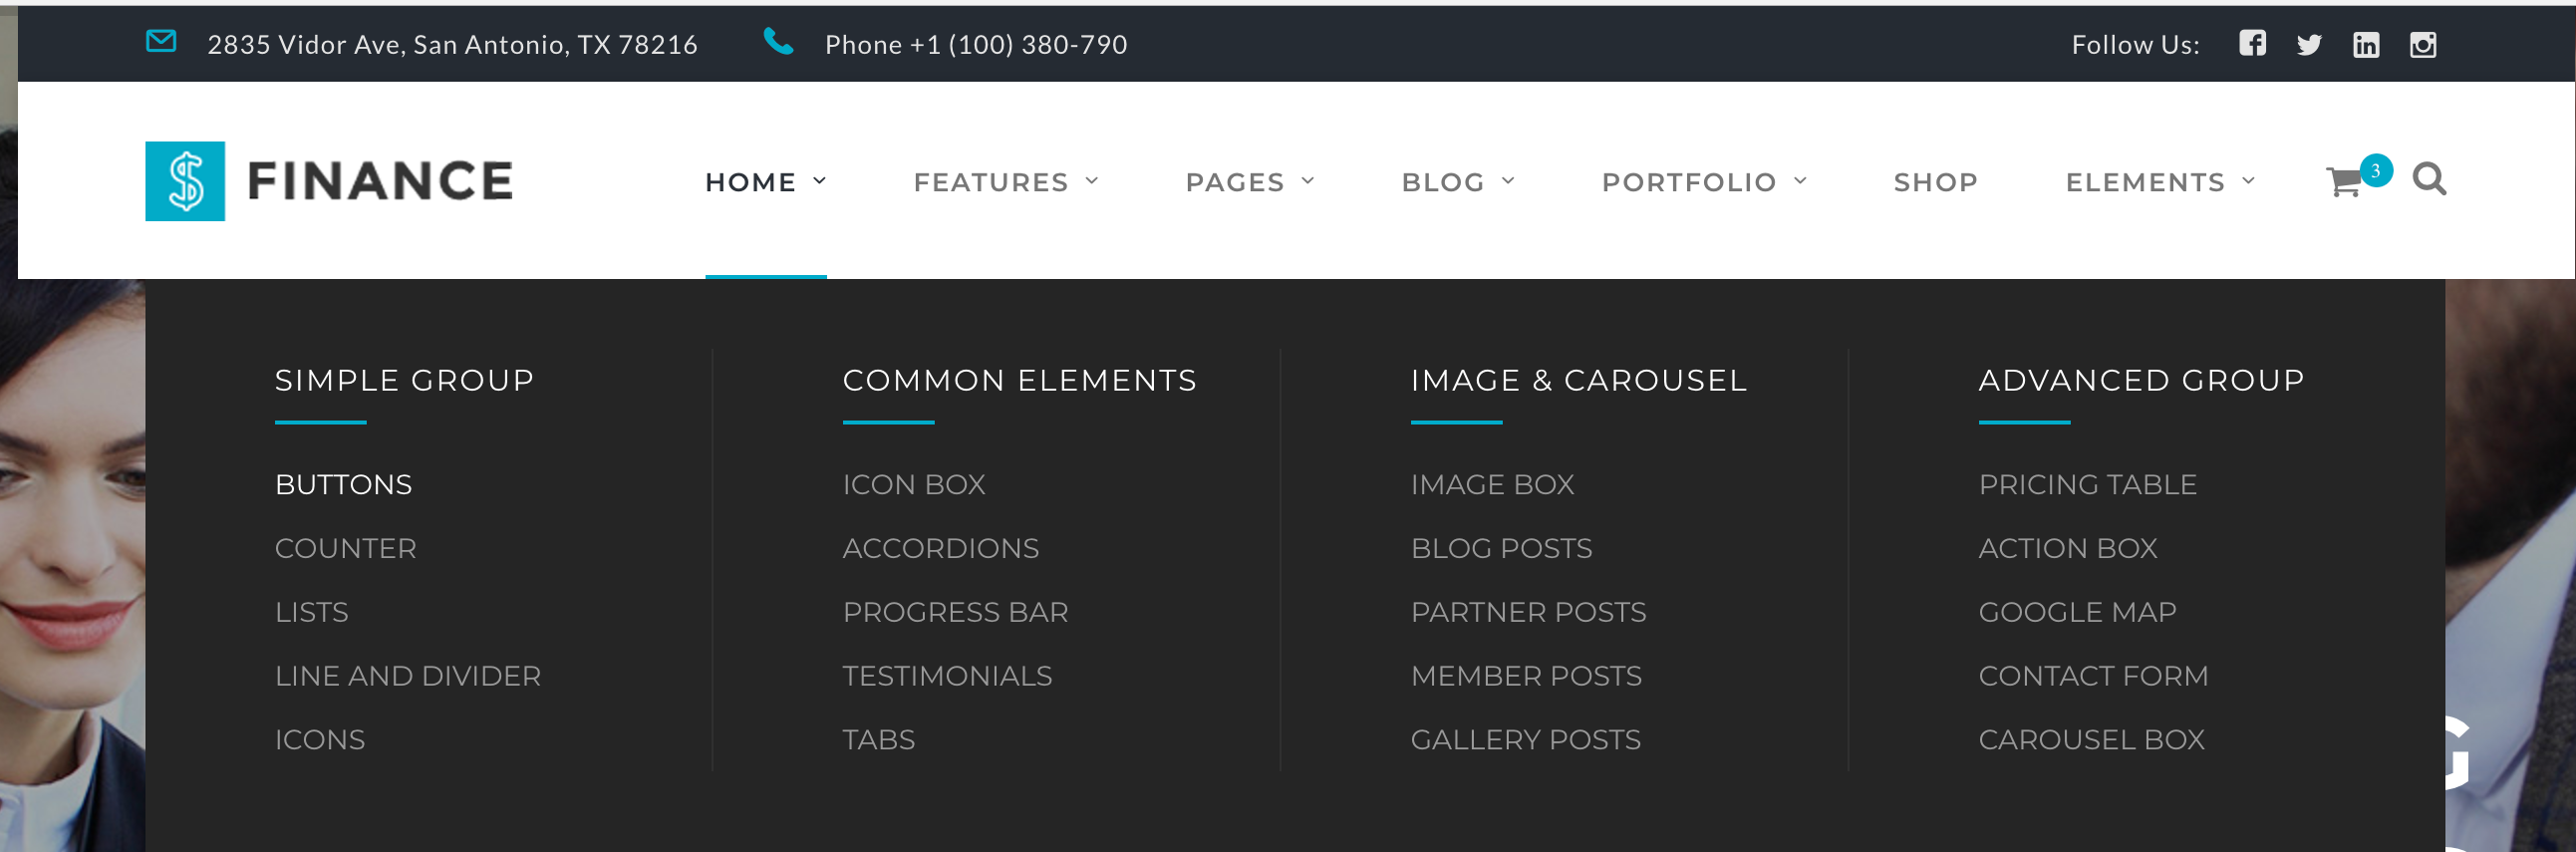 2835 Vidor Ave, San Antonio, TX 78216 Phone +1 (100) 380-790 Follow Us:
$ FINANCE HOME FEATURES PAGES BLOG PORTFOLIO SHOP ELEMENTS 3
SIMPLE GROUP
BUTTONS
COUNTER
LISTS
LINE AND DIVIDER
ICONS
COMMON ELEMENTS
ICON BOX
ACCORDIONS
PROGRESS BAR
TESTIMONIALS
TABS
IMAGE & CAROUSEL
IMAGE BOX
BLOG POSTS
PARTNER POSTS
MEMBER POSTS
GALLERY POSTS
ADVANCED GROUP
PRICING TABLE
ACTION BOX
GOOGLE MAP
CONTACT FORM
CAROUSEL BOX
G